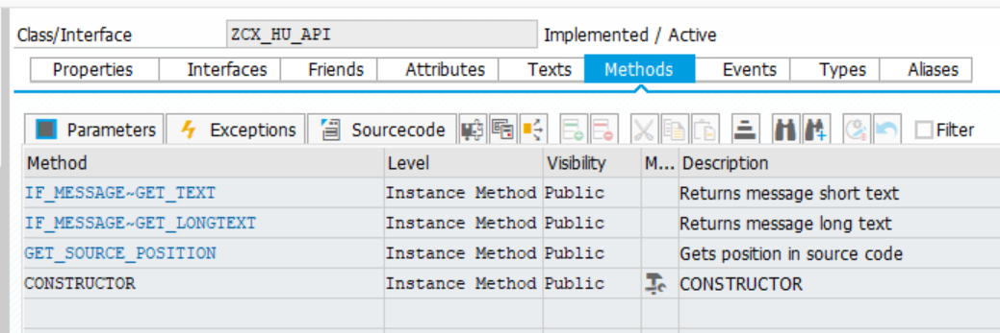 Class/Interface ZCX_HU_API Implemented / Active
Properties Interfaces Friends Attributes Texts Methods Events Types Aliases
Parameters Exceptions Sourcecode Filter
Method Level Visibility M... Description
IF_MESSAGE~GET_TEXT Instance Method Public Returns message short text
IF_MESSAGE~GET_LONGTEXT Instance Method Public Returns message long text
GET_SOURCE_POSITION Instance Method Public Gets position in source code
CONSTRUCTOR Instance Method Public CONSTRUCTOR